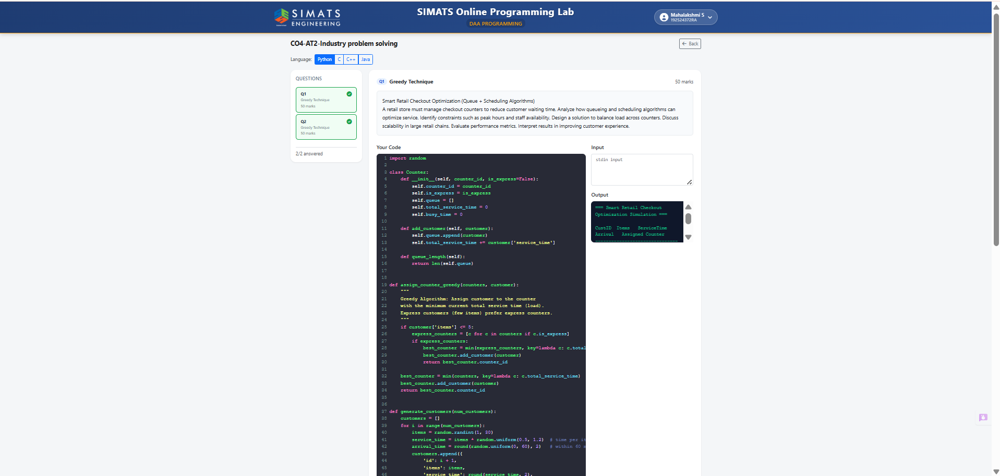 SIMATS
ENGINEERING
SIMATS Online Programming Lab
DAA PROGRAMMING
Mahalakshmi S
192524372RA
CO4-AT2-Industry problem solving
← Back
Language: Python C C++ Java
QUESTIONS
Q1
Greedy Technique
50 marks
Q2
Greedy Technique
50 marks
2/2 answered
Q1 Greedy Technique 50 marks
Smart Retail Checkout Optimization (Queue + Scheduling Algorithms)
A retail store must manage checkout counters to reduce customer waiting time. Analyze how queueing and scheduling algorithms can
optimize service. Identify constraints such as peak hours and staff availability. Design a solution to balance load across counters. Discuss
scalability in large retail chains. Evaluate performance metrics. Interpret results in improving customer experience.
Your Code
1 import random
2
3 class Counter:
4     def __init__(self, counter_id, is_express=False):
5         self.counter_id = counter_id
6         self.is_express = is_express
7         self.queue = []
8         self.total_service_time = 0
9         self.busy_time = 0
10
11     def add_customer(self, customer):
12         self.queue.append(customer)
13         self.total_service_time += customer['service_time']
14
15     def queue_length(self):
16         return len(self.queue)
17
18
19 def assign_counter_greedy(counters, customer):
20     """
21     Greedy Algorithm: Assign customer to the counter
22     with the minimum current total service time (load).
23     Express customers (few items) prefer express counters.
24     """
25     if customer['items'] <= 5:
26         express_counters = [c for c in counters if c.is_express]
27         if express_counters:
28             best_counter = min(express_counters, key=lambda c: c.total
29             best_counter.add_customer(customer)
30             return best_counter.counter_id
31
32     best_counter = min(counters, key=lambda c: c.total_service_time)
33     best_counter.add_customer(customer)
34     return best_counter.counter_id
35
36
37 def generate_customers(num_customers):
38     customers = []
39     for i in range(num_customers):
40         items = random.randint(1, 30)
41         service_time = items * random.uniform(0.5, 1.2)  # time per it
42         arrival_time = round(random.uniform(0, 60), 2)   # within 60 m
43         customers.append({
44             'id': i + 1,
45             'items': items,
46             'service_time': round(service_time, 2),
Input
stdin input
Output
=== Smart Retail Checkout
Optimization Simulation ===
CustID  Items   ServiceTime
Arrival   Assigned Counter
-------------------------------